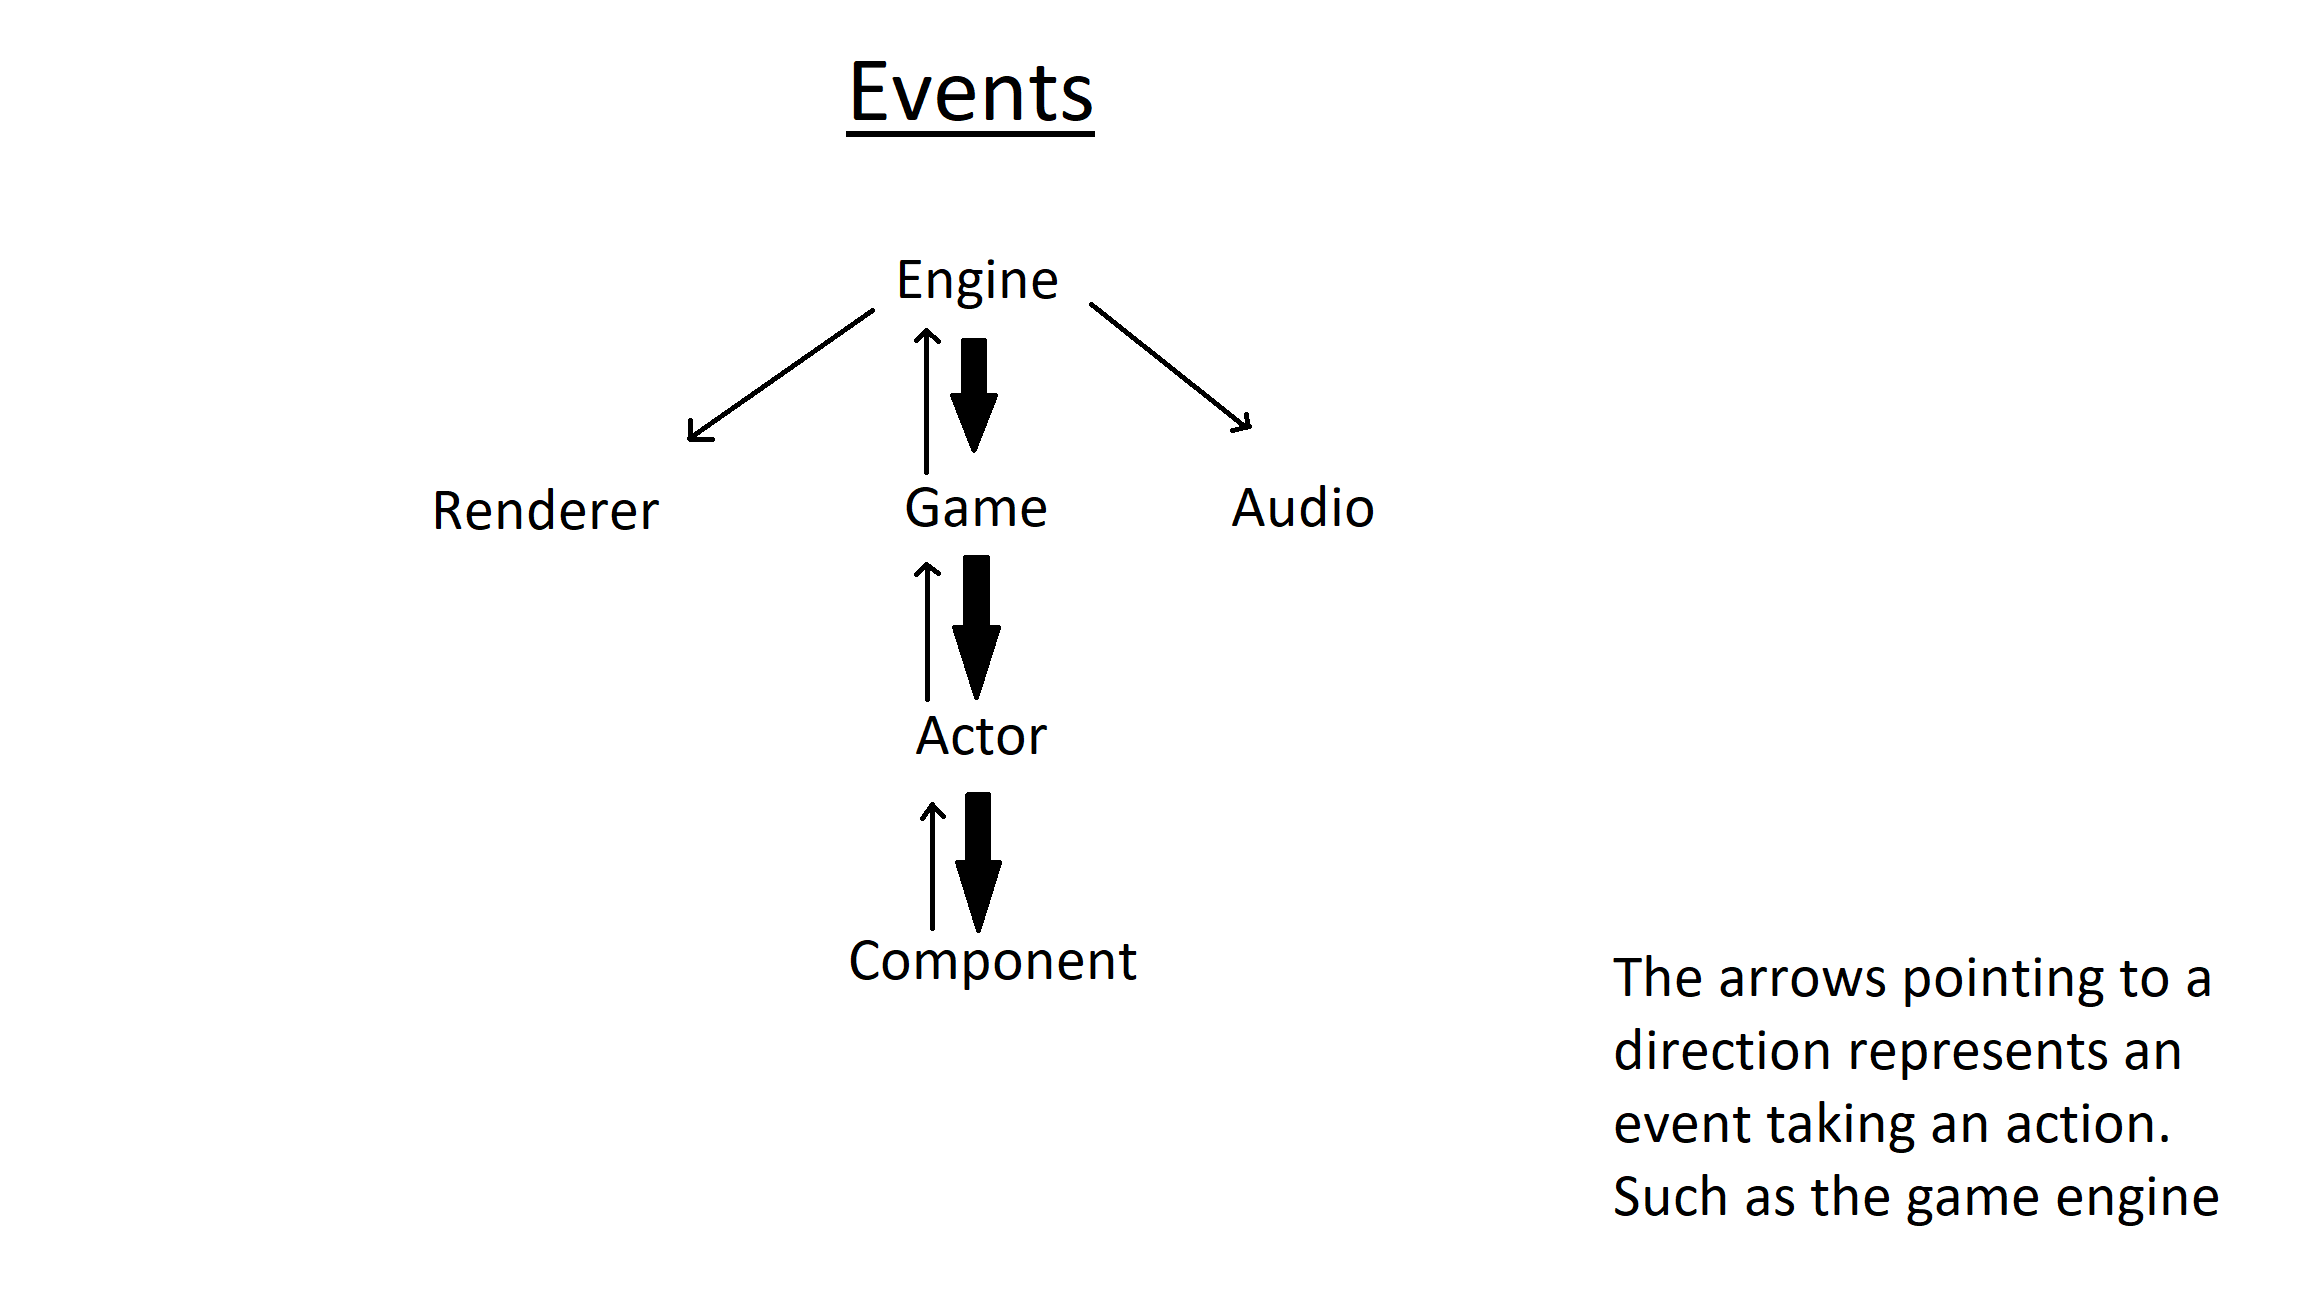 Events
Engine
Renderer
Game
Audio
Actor
Component
The arrows pointing to a
direction represents an
event taking an action.
Such as the game engine